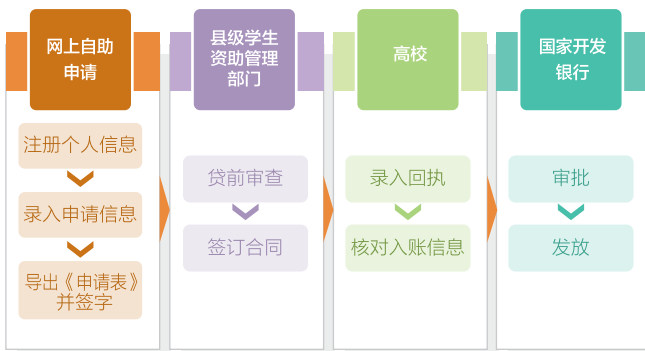 网上自助
申请
注册个人信息
录入申请信息
导出《申请表》
并签字
县级学生
资助管理
部门
贷前审查
签订合同
高校
录入回执
核对入账信息
国家开发
银行
审批
发放